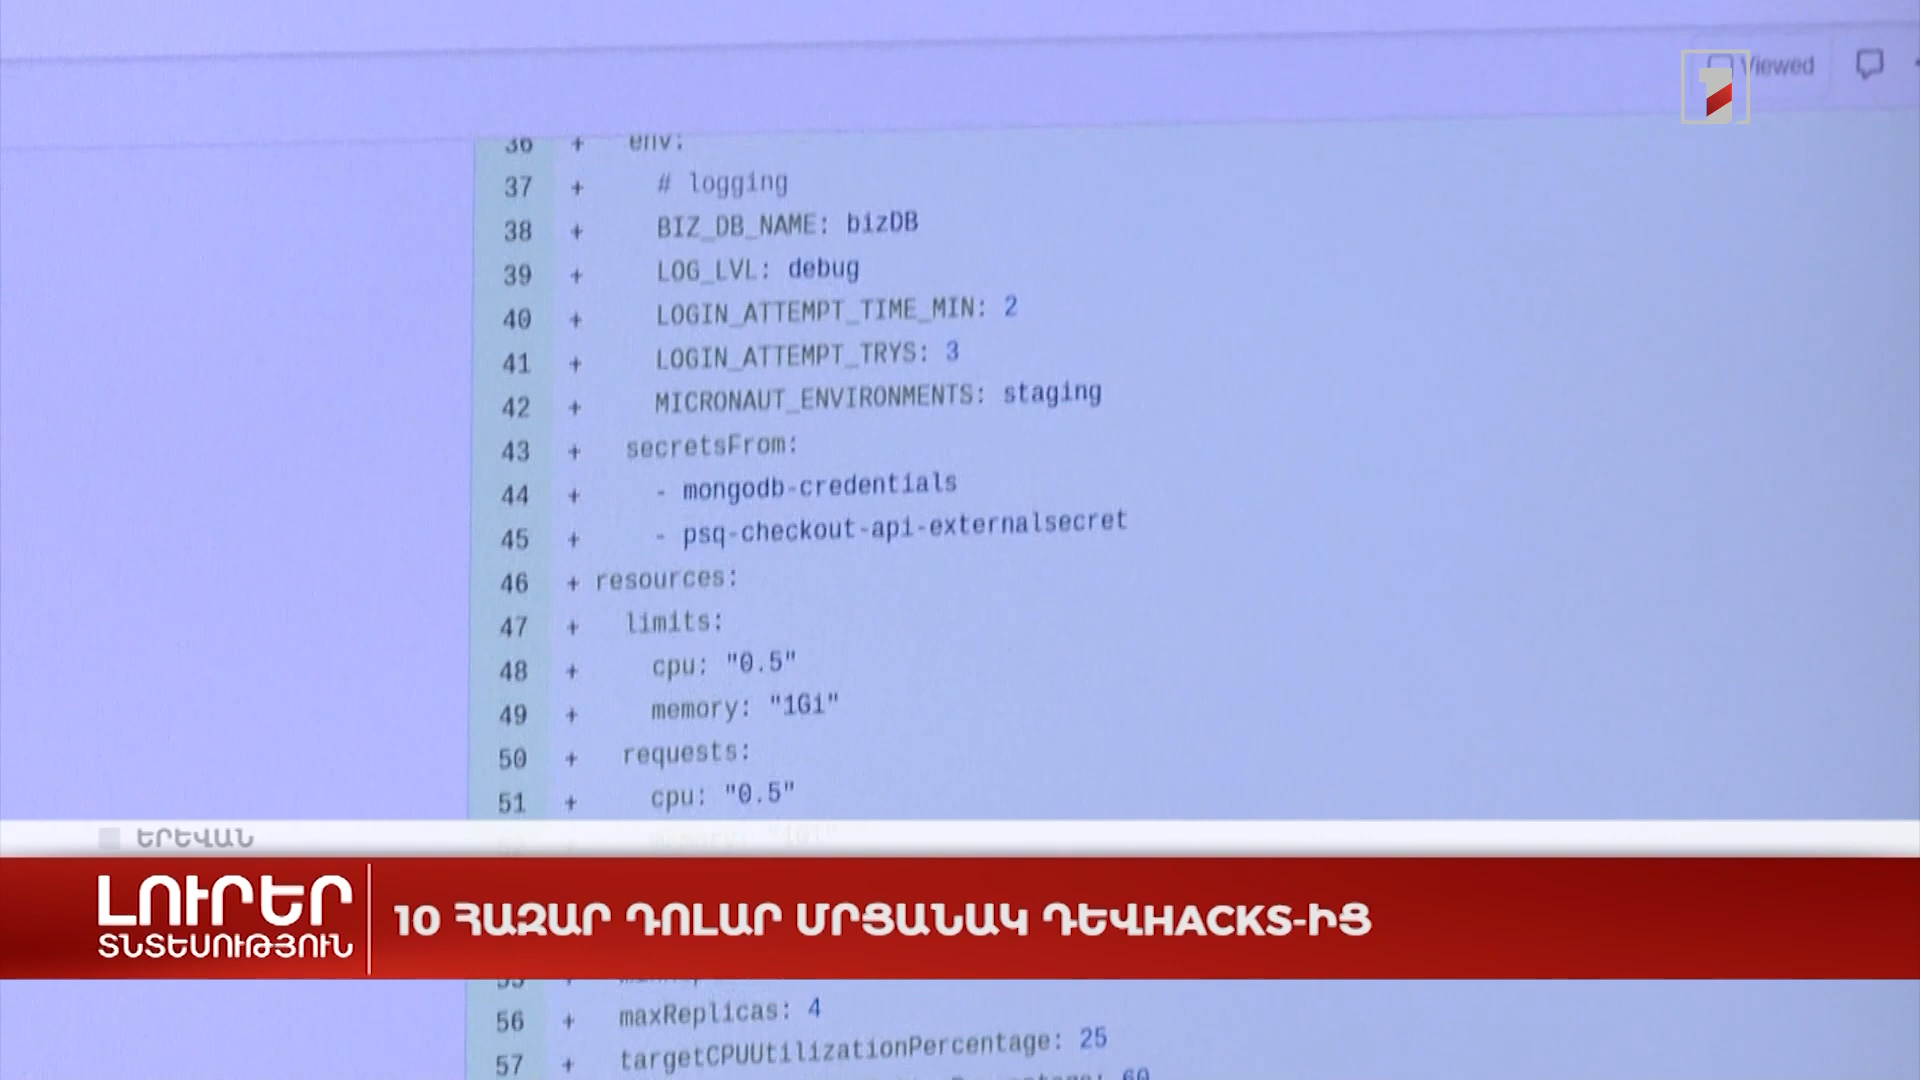 Viewed
36 + env:
37 + # logging
38 + BIZ_DB_NAME: bizDB
39 + LOG_LVL: debug
40 + LOGIN_ATTEMPT_TIME_MIN: 2
41 + LOGIN_ATTEMPT_TRYS: 3
42 + MICRONAUT_ENVIRONMENTS: staging
43 + secretsFrom:
44 + - mongodb-credentials
45 + - psq-checkout-api-externalsecret
46 + resources:
47 + limits:
48 + cpu: "0.5"
49 + memory: "1Gi"
50 + requests:
51 + cpu: "0.5"
ԵՐԵՎԱՆ
ԼՈՒՐԵՐ
ՏՆՏԵՍՈՒԹՅՈՒՆ
10 ՀԱԶԱՐ ԴՈԼԱՐ ՄՐՑԱՆԱԿ ԴԵՎHACKS-ԻՑ
56 + maxReplicas: 4
57 + targetCPUUtilizationPercentage: 25
60